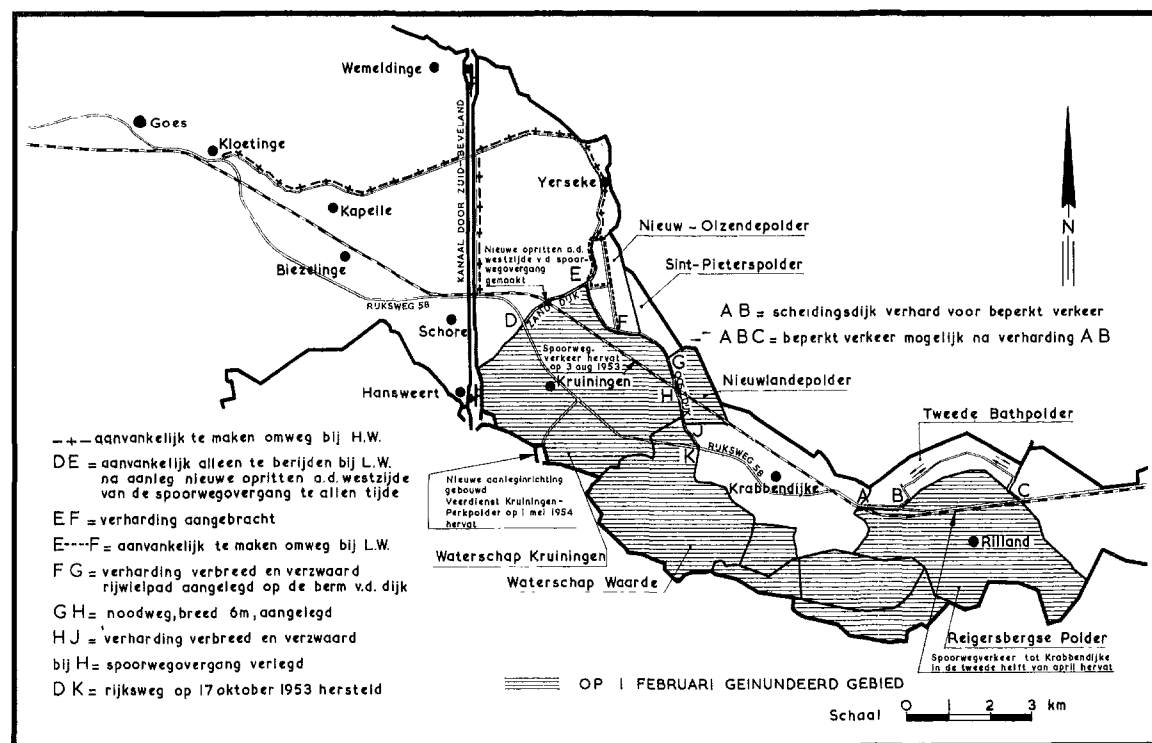 Wemeldinge
Goes
Kloetinge
KANAAL DOOR ZUID-BEVELAND
Yerseke
Kapelle
Nieuw - Olzendepolder
Biezelinge
Nieuwe opritten a.d.
westzijde v d spoor-
wegovergang
gemaakt
E
Sint-Pieterspolder
N
RIJKSWEG 58
ZANDDIJK
D
F
Schore
A B = scheidingsdijk verhard voor beperkt verkeer
A B C = beperkt verkeer mogelijk na verharding A B
Spoorweg-
verkeer hervat
op 3 aug 1953
G
Kruiningen
H
Nieuwlandepolder
Hansweert
J
Tweede Bathpolder
K
RIJKSWEG 58
Krabbendijke
A
B
C
Rilland
Nieuwe aanleginrichting
gebouwd
Veerdienst Kruiningen-
Perkpolder op 1 mei 1954
hervat
Waterschap Kruiningen
Waterschap Waarde
Reigersbergse Polder
Spoorwegverkeer tot Krabbendijke
in de tweede helft van april hervat
-+- aanvankelijk te maken omweg bij H.W.
D E = aanvankelijk alleen te berijden bij L.W.
na aanleg nieuwe opritten a.d. westzijde
van de spoorwegovergang te allen tijde
E F = verharding aangebracht
E----F = aanvankelijk te maken omweg bij L.W.
F G = verharding verbreed en verzwaard
rijwielpad aangelegd op de berm v.d. dijk
G H = noodweg, breed 6m, aangelegd
H J = verharding verbreed en verzwaard
bij H = spoorwegovergang verlegd
D K = rijksweg op 17 oktober 1953 hersteld
OP 1 FEBRUARI GEINUNDEERD GEBIED
Schaal 0 1 2 3 km